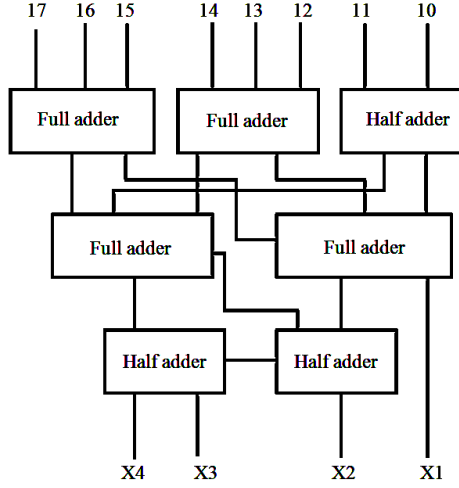 17 16 15 14 13 12 11 10
Full adder Full adder Half adder
Full adder Full adder
Half adder Half adder
X4 X3 X2 X1